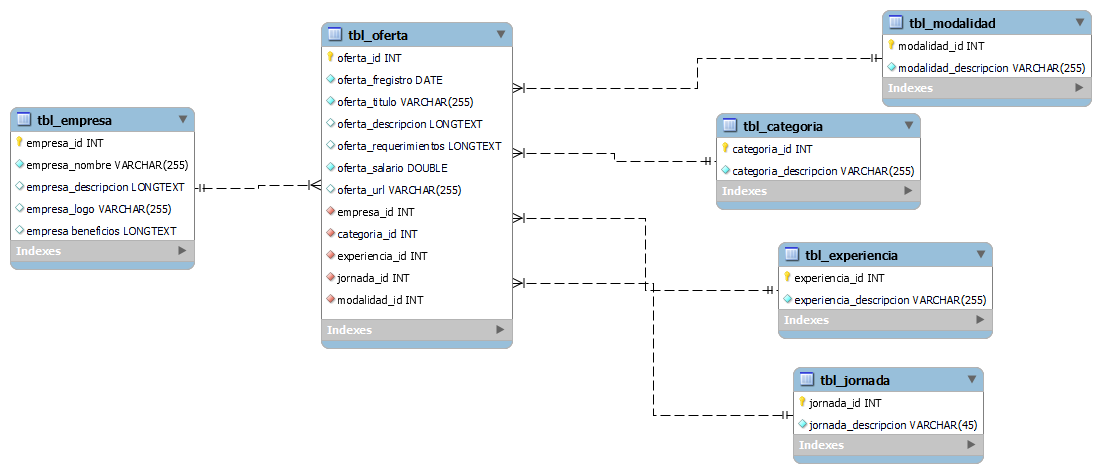 tbl_empresa
empresa_id INT
empresa_nombre VARCHAR(255)
empresa_descripcion LONGTEXT
empresa_logo VARCHAR(255)
empresa beneficios LONGTEXT
Indexes
tbl_oferta
oferta_id INT
oferta_fregistro DATE
oferta_titulo VARCHAR(255)
oferta_descripcion LONGTEXT
oferta_requerimientos LONGTEXT
oferta_salario DOUBLE
oferta_url VARCHAR(255)
empresa_id INT
categoria_id INT
experiencia_id INT
jornada_id INT
modalidad_id INT
Indexes
tbl_modalidad
modalidad_id INT
modalidad_descripcion VARCHAR(255)
Indexes
tbl_categoria
categoria_id INT
categoria_descripcion VARCHAR(255)
Indexes
tbl_experiencia
experiencia_id INT
experiencia_descripcion VARCHAR(255)
Indexes
tbl_jornada
jornada_id INT
jornada_descripcion VARCHAR(45)
Indexes